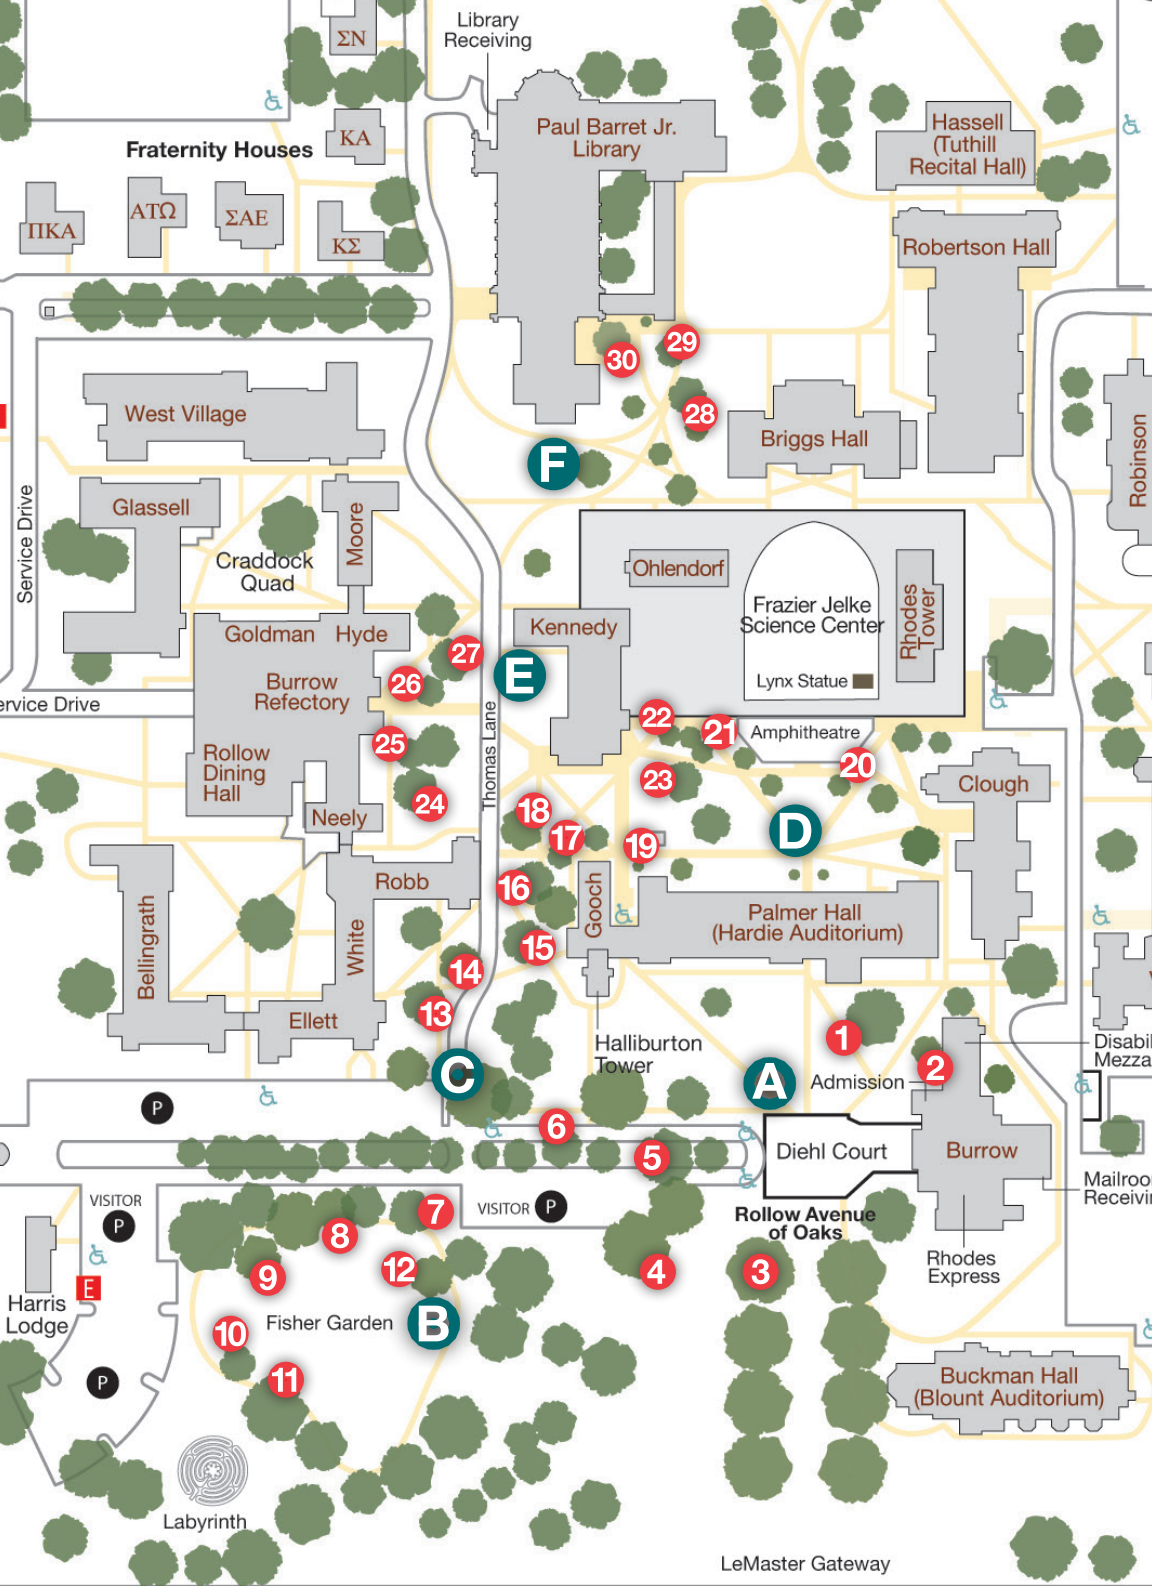 Library
Receiving
ΣΝ
Fraternity Houses
ΚΑ
Paul Barret Jr.
Library
Hassell
(Tuthill
Recital Hall)
ΠΚΑ
ΑΤΩ
ΣΑΕ
ΚΣ
Robertson Hall
29
30
28
West Village
Briggs Hall
Robinson
F
Service Drive
Glassell
Moore
Craddock
Quad
Ohlendorf
Frazier Jelke
Science Center
Rhodes
Tower
Kennedy
Goldman
Hyde
27
E
26
Burrow
Refectory
Lynx Statue
ervice Drive
22
21
Amphitheatre
25
Thomas Lane
20
Rollow
Dining
Hall
23
Clough
24
18
Neely
17
19
D
Robb
16
Gooch
Palmer Hall
(Hardie Auditorium)
Bellingrath
White
15
14
13
Ellett
1
Halliburton
Tower
Disabil
Mezza
C
A
Admission
2
P
6
5
Diehl Court
Burrow
VISITOR
P
7
VISITOR
P
Mailroo
Receivin
8
Rollow Avenue
of Oaks
9
12
4
3
Rhodes
Express
E
Harris
Lodge
10
Fisher Garden
B
11
P
Buckman Hall
(Blount Auditorium)
Labyrinth
LeMaster Gateway